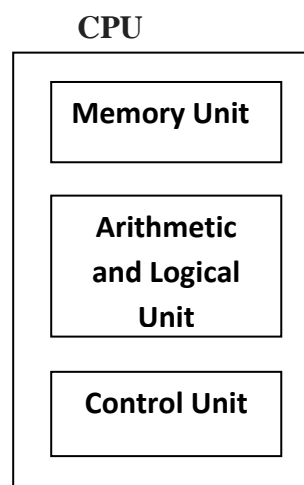 CPU
Memory Unit
Arithmetic
and Logical
Unit
Control Unit